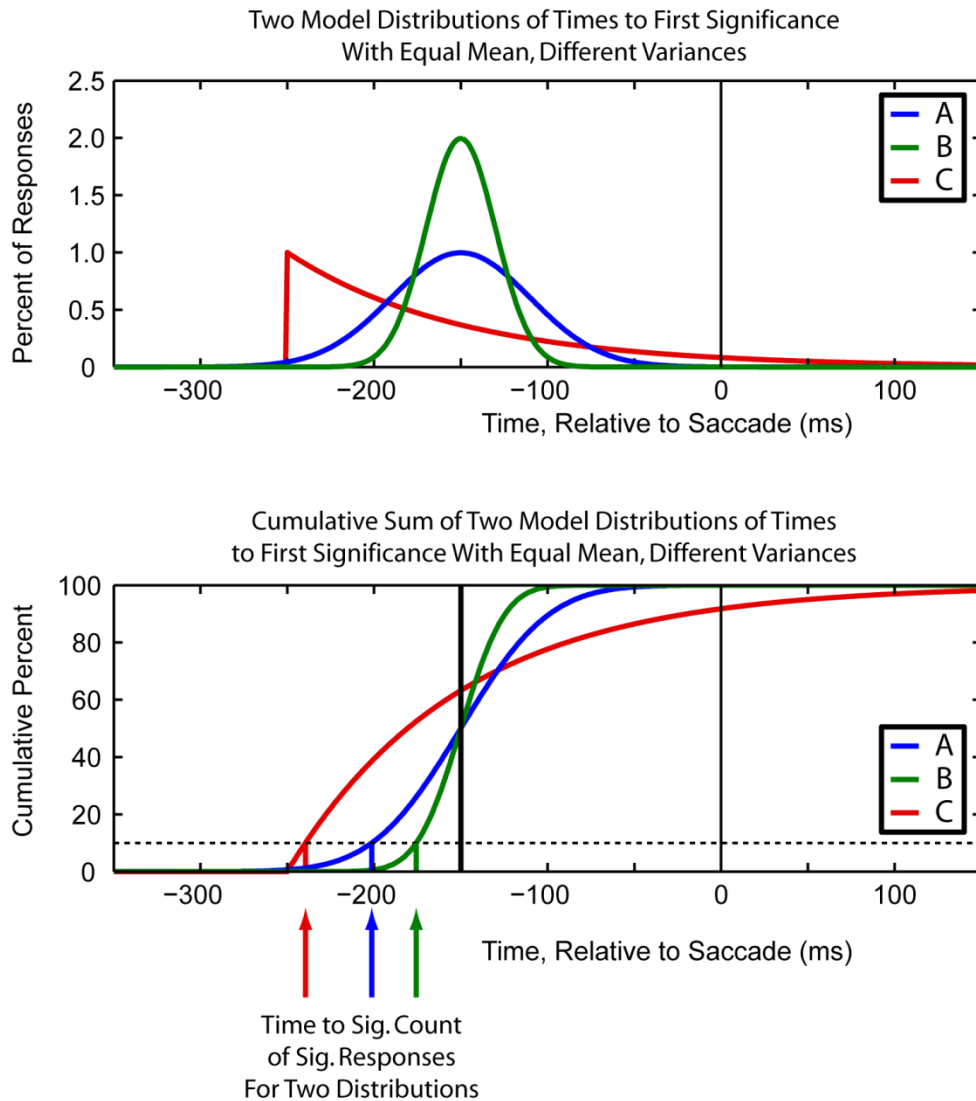 Two Model Distributions of Times to First Significance
With Equal Mean, Different Variances
Percent of Responses
2.5
2.0
1.5
1.0
0.5
0
A
B
C
−300
−200
−100
0
100
Time, Relative to Saccade (ms)
Cumulative Sum of Two Model Distributions of Times
to First Significance With Equal Mean, Different Variances
Cumulative Percent
100
80
60
40
20
0
A
B
C
−300
−200
−100
0
100
Time, Relative to Saccade (ms)
Time to Sig. Count
of Sig. Responses
For Two Distributions